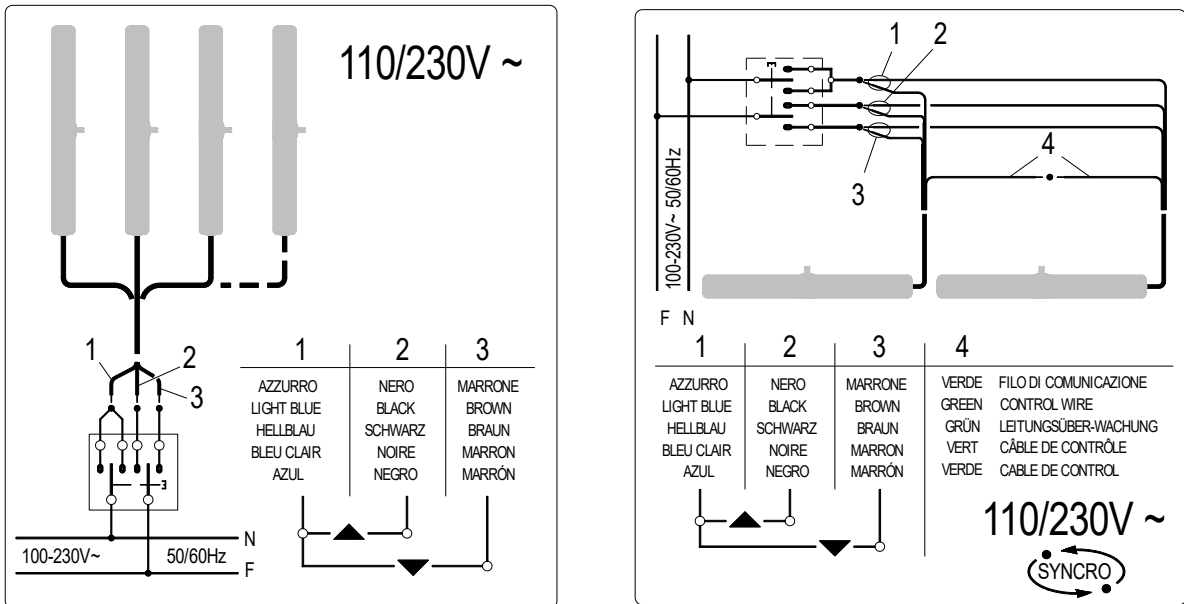 110/230V ~
1
2
3
1 2 3
AZZURRO NERO MARRONE
LIGHT BLUE BLACK BROWN
HELLBLAU SCHWARZ BRAUN
BLEU CLAIR NOIRE MARRON
AZUL NEGRO MARRÓN
N
100-230V~ 50/60Hz
F
1 2
3
4
100-230V~ 50/60Hz
F N
1 2 3 4
AZZURRO NERO MARRONE VERDE FILO DI COMUNICAZIONE
LIGHT BLUE BLACK BROWN GREEN CONTROL WIRE
HELLBLAU SCHWARZ BRAUN GRÜN LEITUNGSÜBER-WACHUNG
BLEU CLAIR NOIRE MARRON VERT CÂBLE DE CONTRÔLE
AZUL NEGRO MARRÓN VERDE CABLE DE CONTROL
110/230V ~
SYNCRO